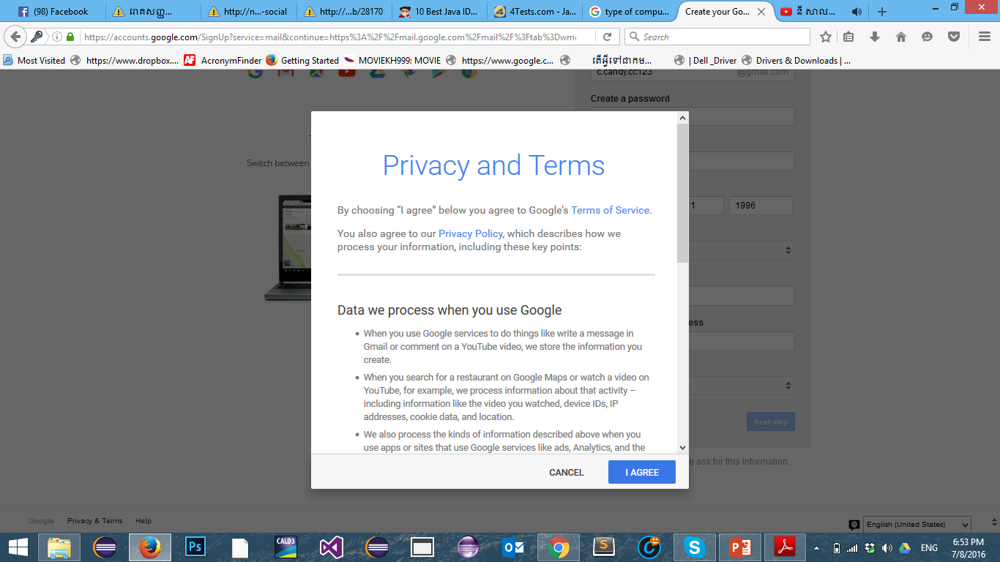 (98) Facebook
រោគសញ្ញ...
http://n...-social
http://...b/28170
10 Best Java ID...
4Tests.com - Ja...
type of compu...
Create your Go...
នី សាល...
https://accounts.google.com/SignUp?service=mail&continue=https%3A%2F%2Fmail.google.com%2Fmail%2F%3Ftab%3Dwm
Search
Most Visited
https://www.dropbox....
AcronymFinder
Getting Started
MOVIEKH999: MOVIE
https://www.google.c...
តើអ្វីទៅជាកម...
| Dell _Driver
Drivers & Downloads | ...
c.candy.cc123
@gmail.com
Create a password
Switch between
1
1996
ess
Next step
e ask for this information.
Privacy and Terms
By choosing “I agree” below you agree to Google’s Terms of Service.
You also agree to our Privacy Policy, which describes how we
process your information, including these key points:
Data we process when you use Google
• When you use Google services to do things like write a message in
Gmail or comment on a YouTube video, we store the information you
create.
• When you search for a restaurant on Google Maps or watch a video on
YouTube, for example, we process information about that activity –
including information like the video you watched, device IDs, IP
addresses, cookie data, and location.
• We also process the kinds of information described above when you
use apps or sites that use Google services like ads, Analytics, and the
CANCEL
I AGREE
Google
Privacy & Terms
Help
English (United States)
Ps
CALD3
S
ENG
6:53 PM
7/8/2016